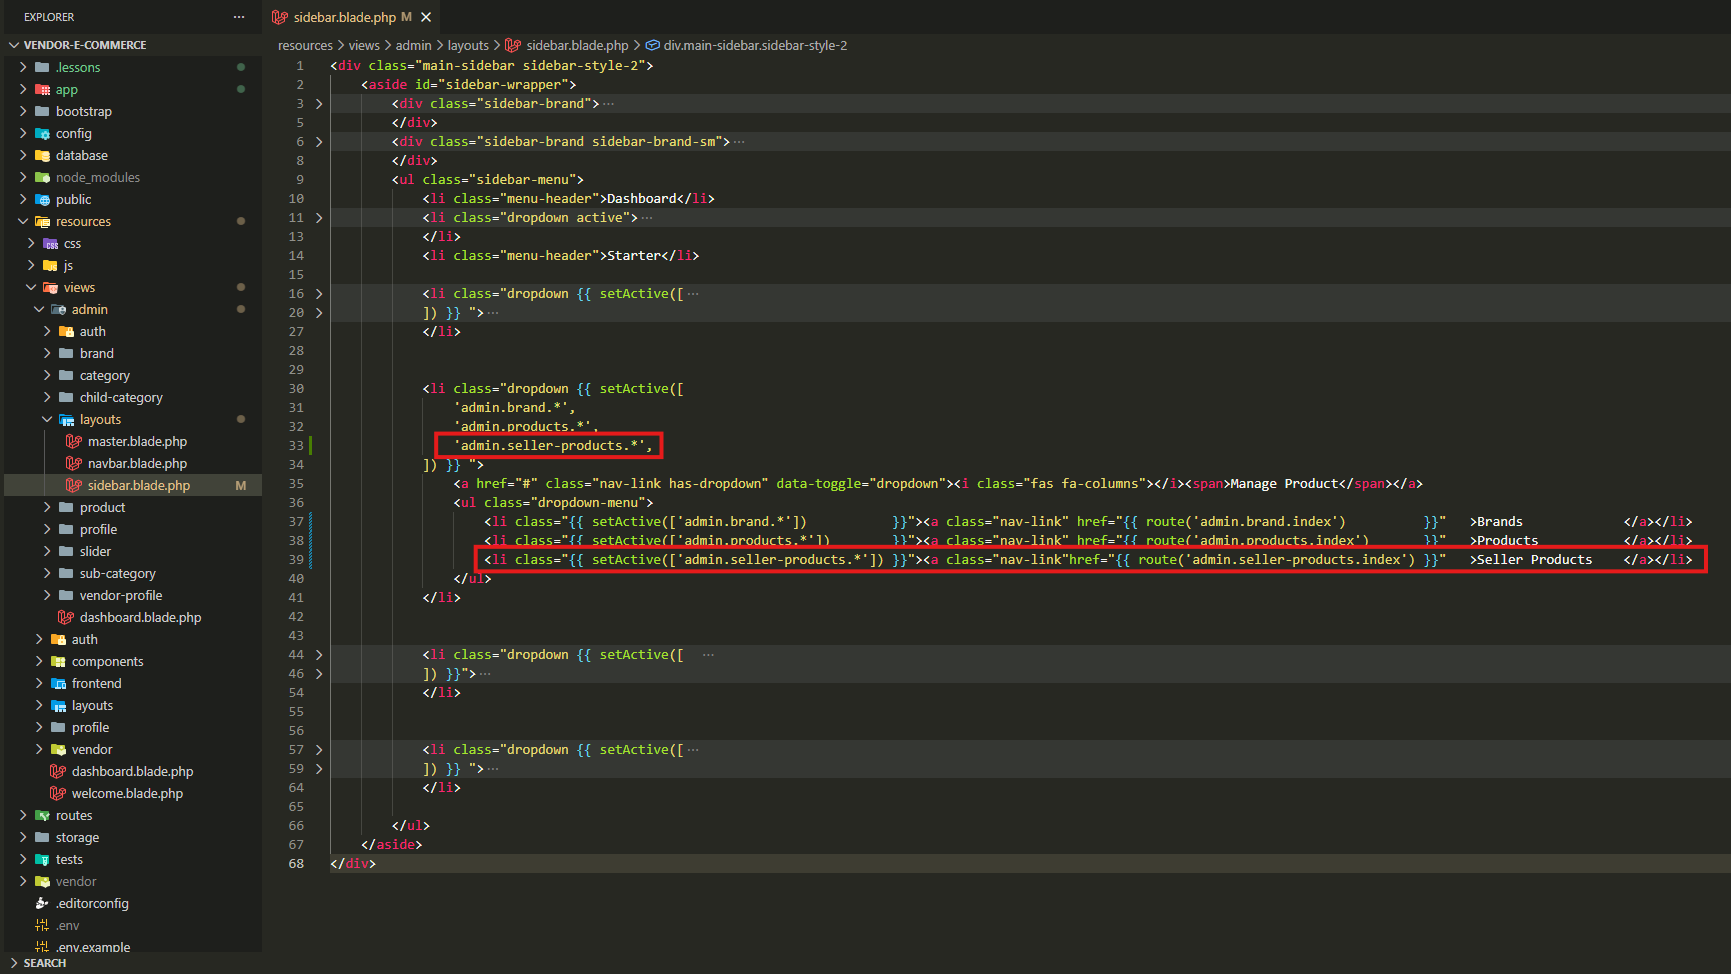 EXPLORER
···
VENDOR-E-COMMERCE
.lessons
app
bootstrap
config
database
node_modules
public
resources
css
js
views
admin
auth
brand
category
child-category
layouts
master.blade.php
navbar.blade.php
sidebar.blade.php M
product
profile
slider
sub-category
vendor-profile
dashboard.blade.php
auth
components
frontend
layouts
profile
vendor
dashboard.blade.php
welcome.blade.php
routes
storage
tests
vendor
.editorconfig
.env
.env.example
SEARCH
sidebar.blade.php M
resources > views > admin > layouts > sidebar.blade.php > div.main-sidebar.sidebar-style-2
1 <div class="main-sidebar sidebar-style-2">
2 <aside id="sidebar-wrapper">
3 <div class="sidebar-brand">···
5 </div>
6 <div class="sidebar-brand sidebar-brand-sm">···
8 </div>
9 <ul class="sidebar-menu">
10 <li class="menu-header">Dashboard</li>
11 <li class="dropdown active">···
13 </li>
14 <li class="menu-header">Starter</li>
15
16 <li class="dropdown {{ setActive([···
20 ]) }} ">···
27 </li>
28
29
30 <li class="dropdown {{ setActive([
31 'admin.brand.*',
32 'admin.products.*',
33 'admin.seller-products.*',
34 ]) }} ">
35 <a href="#" class="nav-link has-dropdown" data-toggle="dropdown"><i class="fas fa-columns"></i><span>Manage Product</span></a>
36 <ul class="dropdown-menu">
37 <li class="{{ setActive(['admin.brand.*']) }}"><a class="nav-link" href="{{ route('admin.brand.index') }}" >Brands </a></li>
38 <li class="{{ setActive(['admin.products.*']) }}"><a class="nav-link" href="{{ route('admin.products.index') }}" >Products </a></li>
39 <li class="{{ setActive(['admin.seller-products.*']) }}"><a class="nav-link"href="{{ route('admin.seller-products.index') }}" >Seller Products </a></li>
40 </ul>
41 </li>
42
43
44 <li class="dropdown {{ setActive([ ···
46 ]) }}">···
54 </li>
55
56
57 <li class="dropdown {{ setActive([···
59 ]) }} ">···
64 </li>
65
66 </ul>
67 </aside>
68 </div>